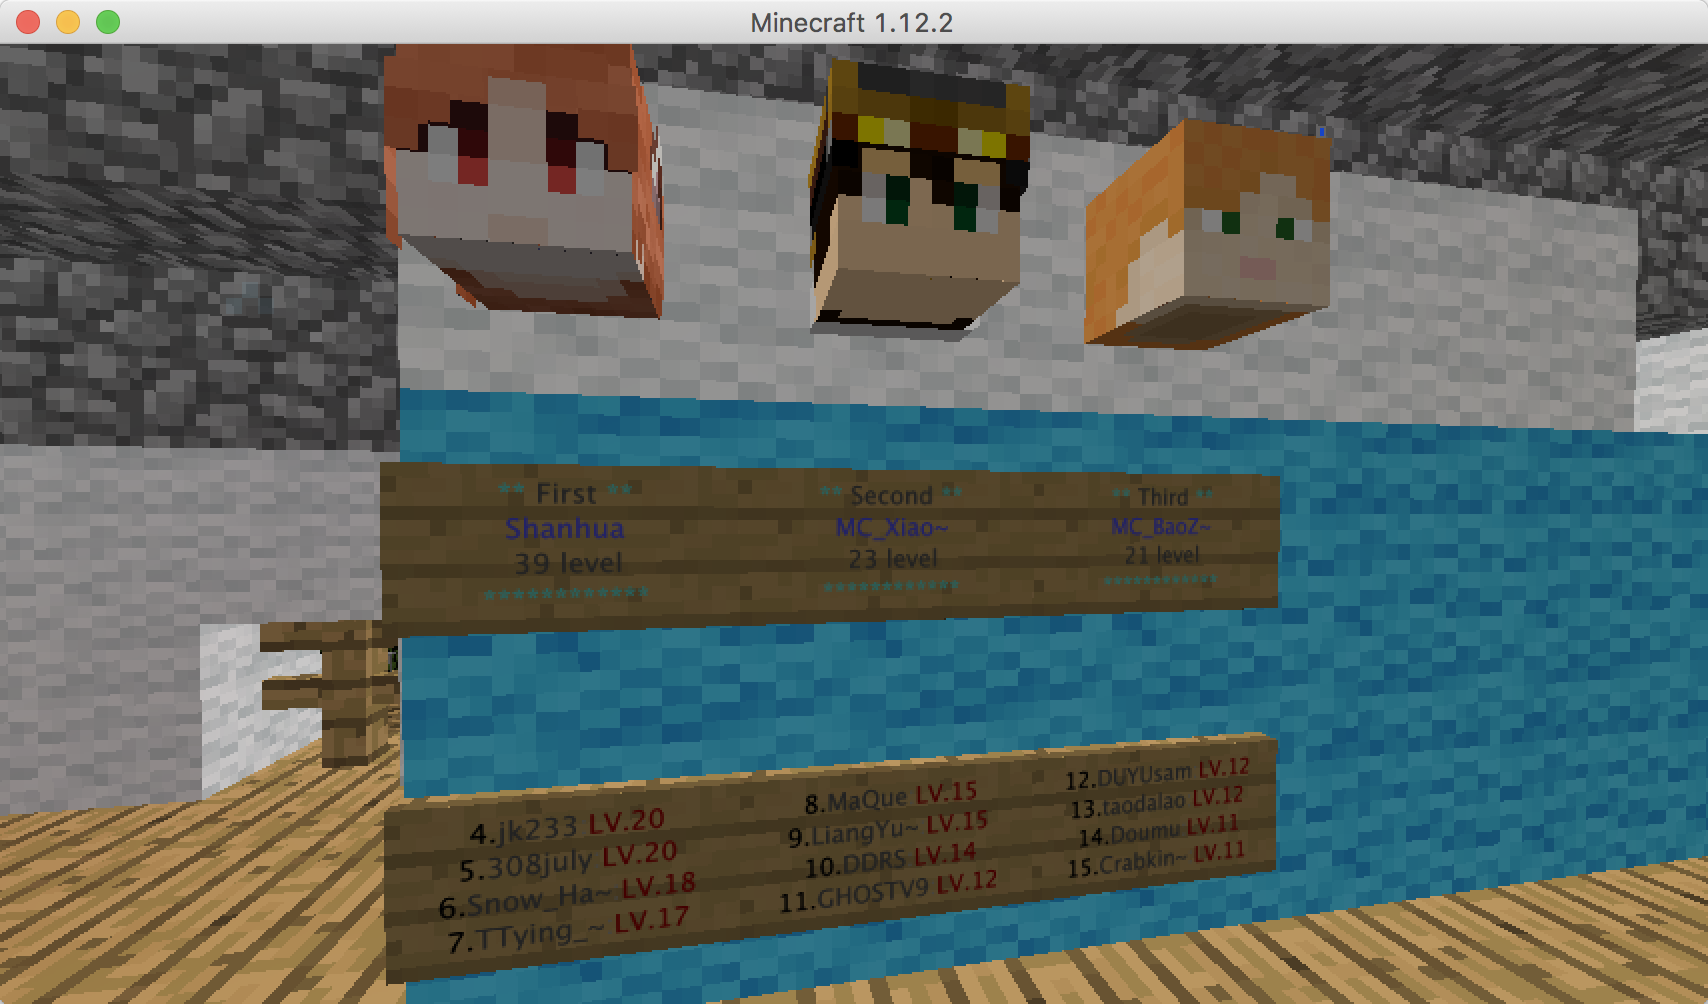 Minecraft 1.12.2
** First **
Shanhua
39 level
************
** Second **
MC_Xiao~
23 level
************
** Third **
MC_BaoZ~
21 level
************
4.jk233 LV.20
5.308july LV.20
6.Snow_Ha~ LV.18
7.TTying_~ LV.17
8.MaQue LV.15
9.LiangYu~ LV.15
10.DDRS LV.14
11.GHOSTV9 LV.12
12.DUYUsam LV.12
13.taodalao LV.12
14.Doumu LV.11
15.Crabkin~ LV.11